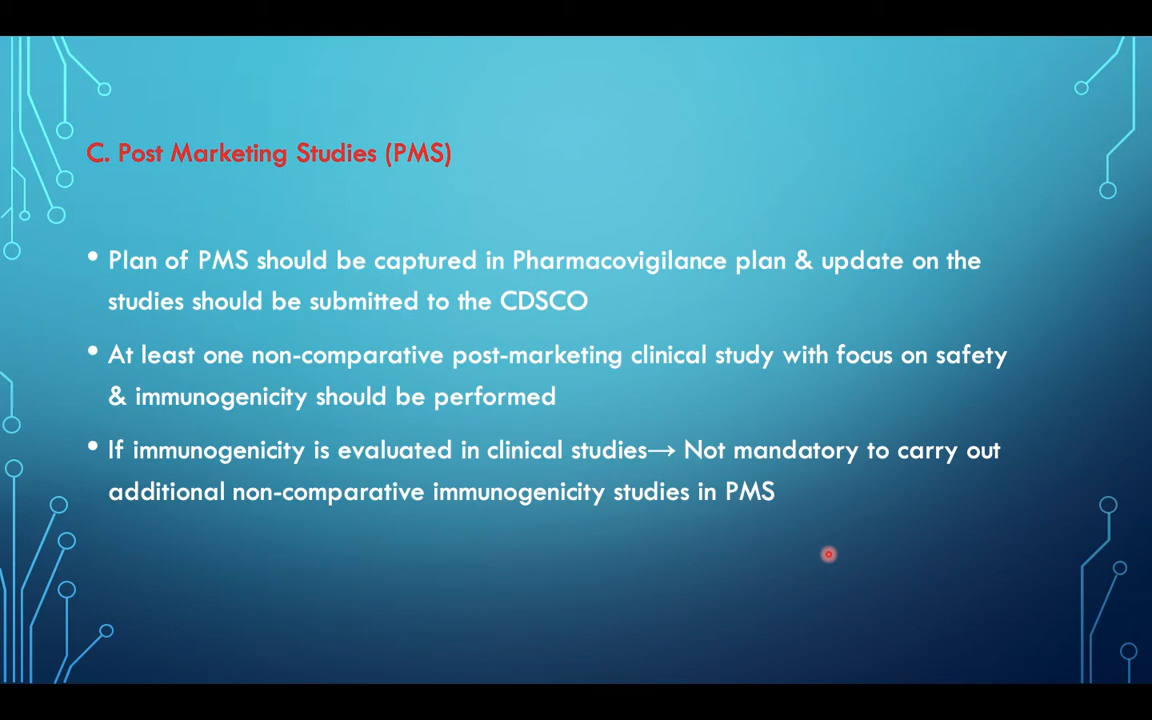 C. Post Marketing Studies (PMS)
• Plan of PMS should be captured in Pharmacovigilance plan & update on the
studies should be submitted to the CDSCO
• At least one non-comparative post-marketing clinical study with focus on safety
& immunogenicity should be performed
• If immunogenicity is evaluated in clinical studies→ Not mandatory to carry out
additional non-comparative immunogenicity studies in PMS